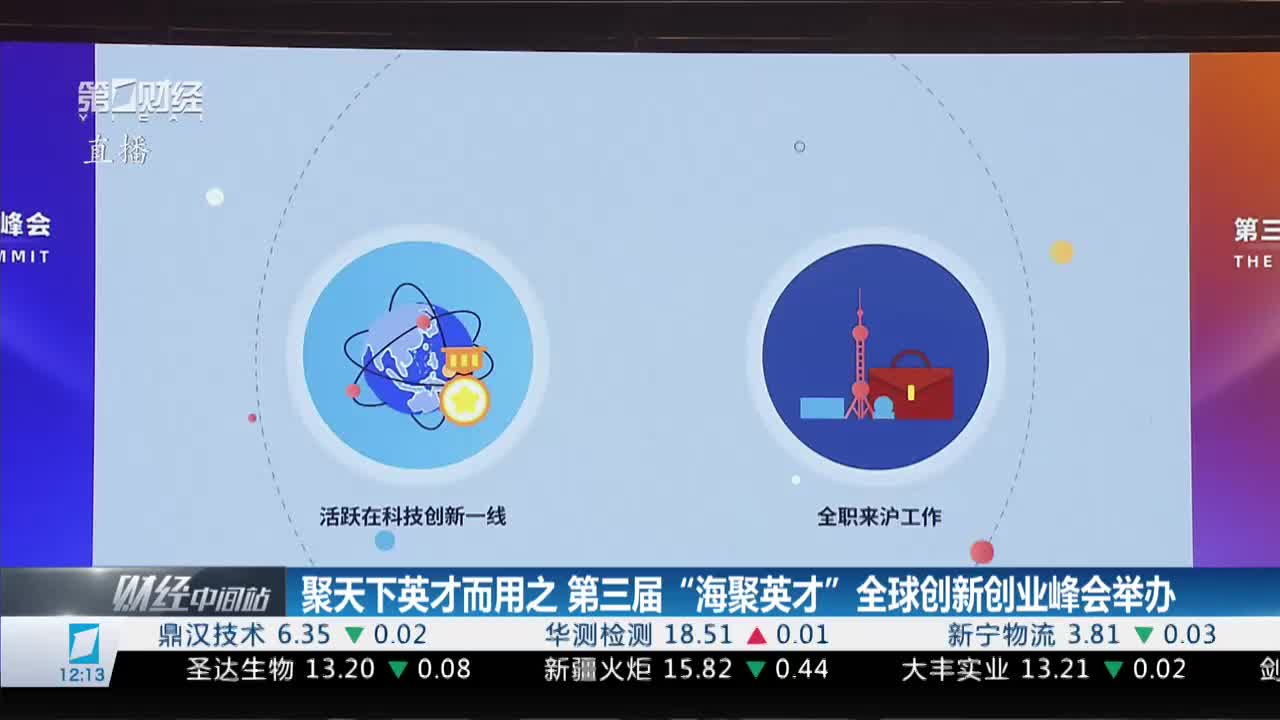 第一财经
YICAI
直播
峰会
MMIT
第三
THE
活跃在科技创新一线
全职来沪工作
财经中间站
聚天下英才而用之 第三届“海聚英才”全球创新创业峰会举办
鼎汉技术 6.35 ▼ 0.02 华测检测 18.51 ▲ 0.01 新宁物流 3.81 ▼ 0.03
12:13
圣达生物 13.20 ▼ 0.08 新疆火炬 15.82 ▼ 0.44 大丰实业 13.21 ▼ 0.02 剑